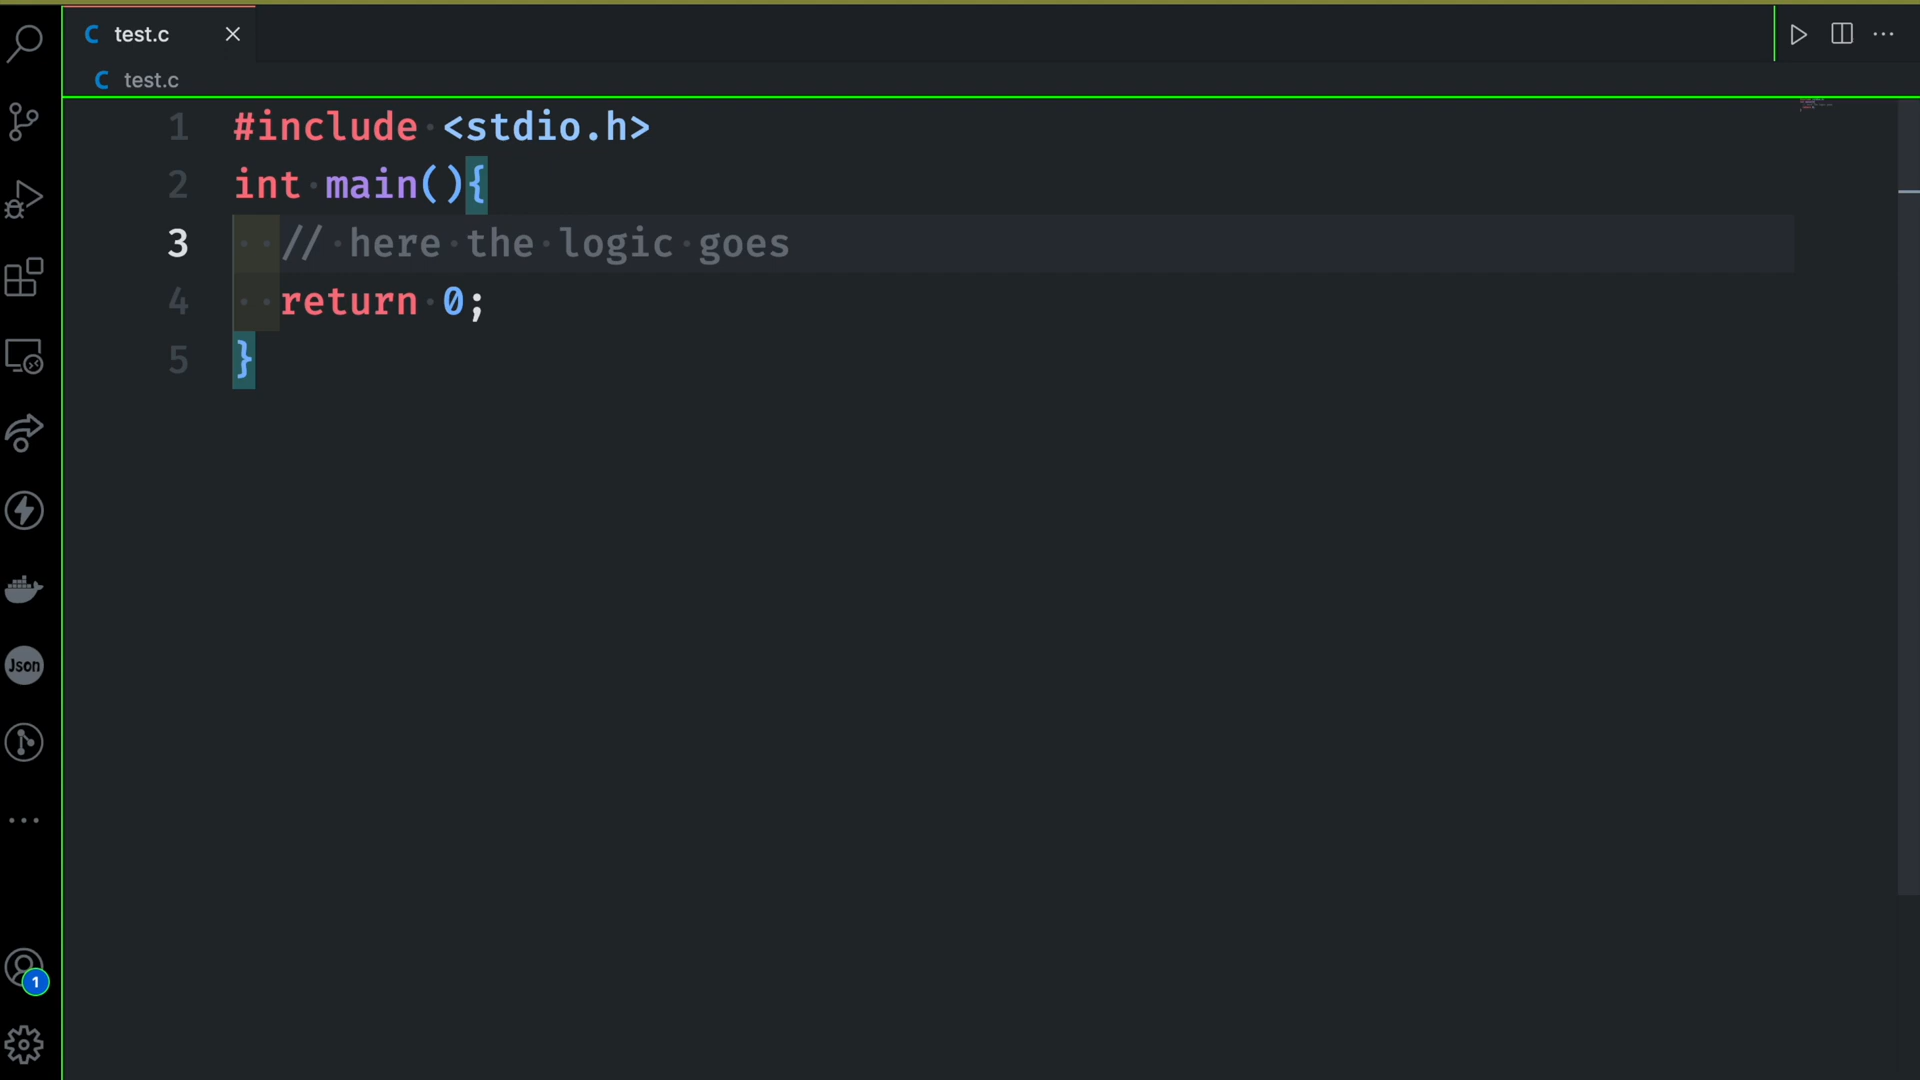 C test.c
C test.c
1 #include <stdio.h>
2 int main(){
3 // here the logic goes
4 return 0;
5 }
Json
1